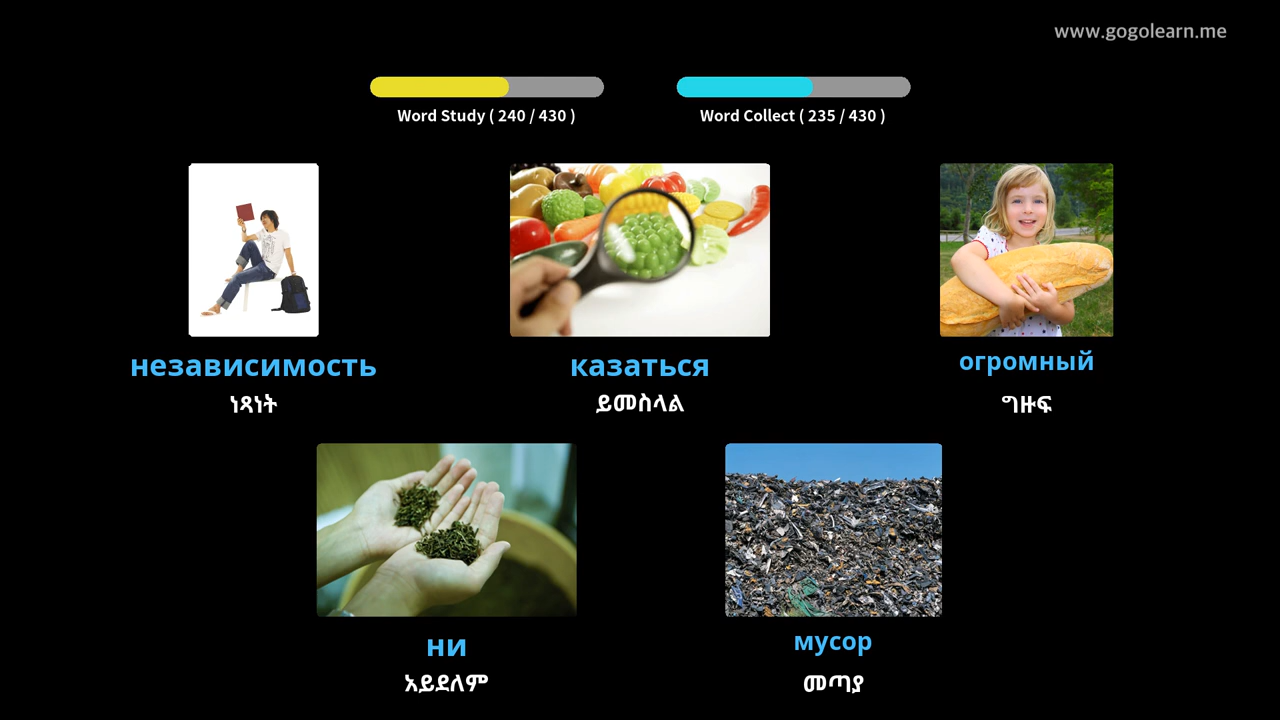 www.gogolearn.me
Word Study ( 240 / 430 )
Word Collect ( 235 / 430 )
независимость
казаться
огромный
ነጻነት
ይመስላል
ግዙፍ
ни
мусор
አይደለም
መጣያ